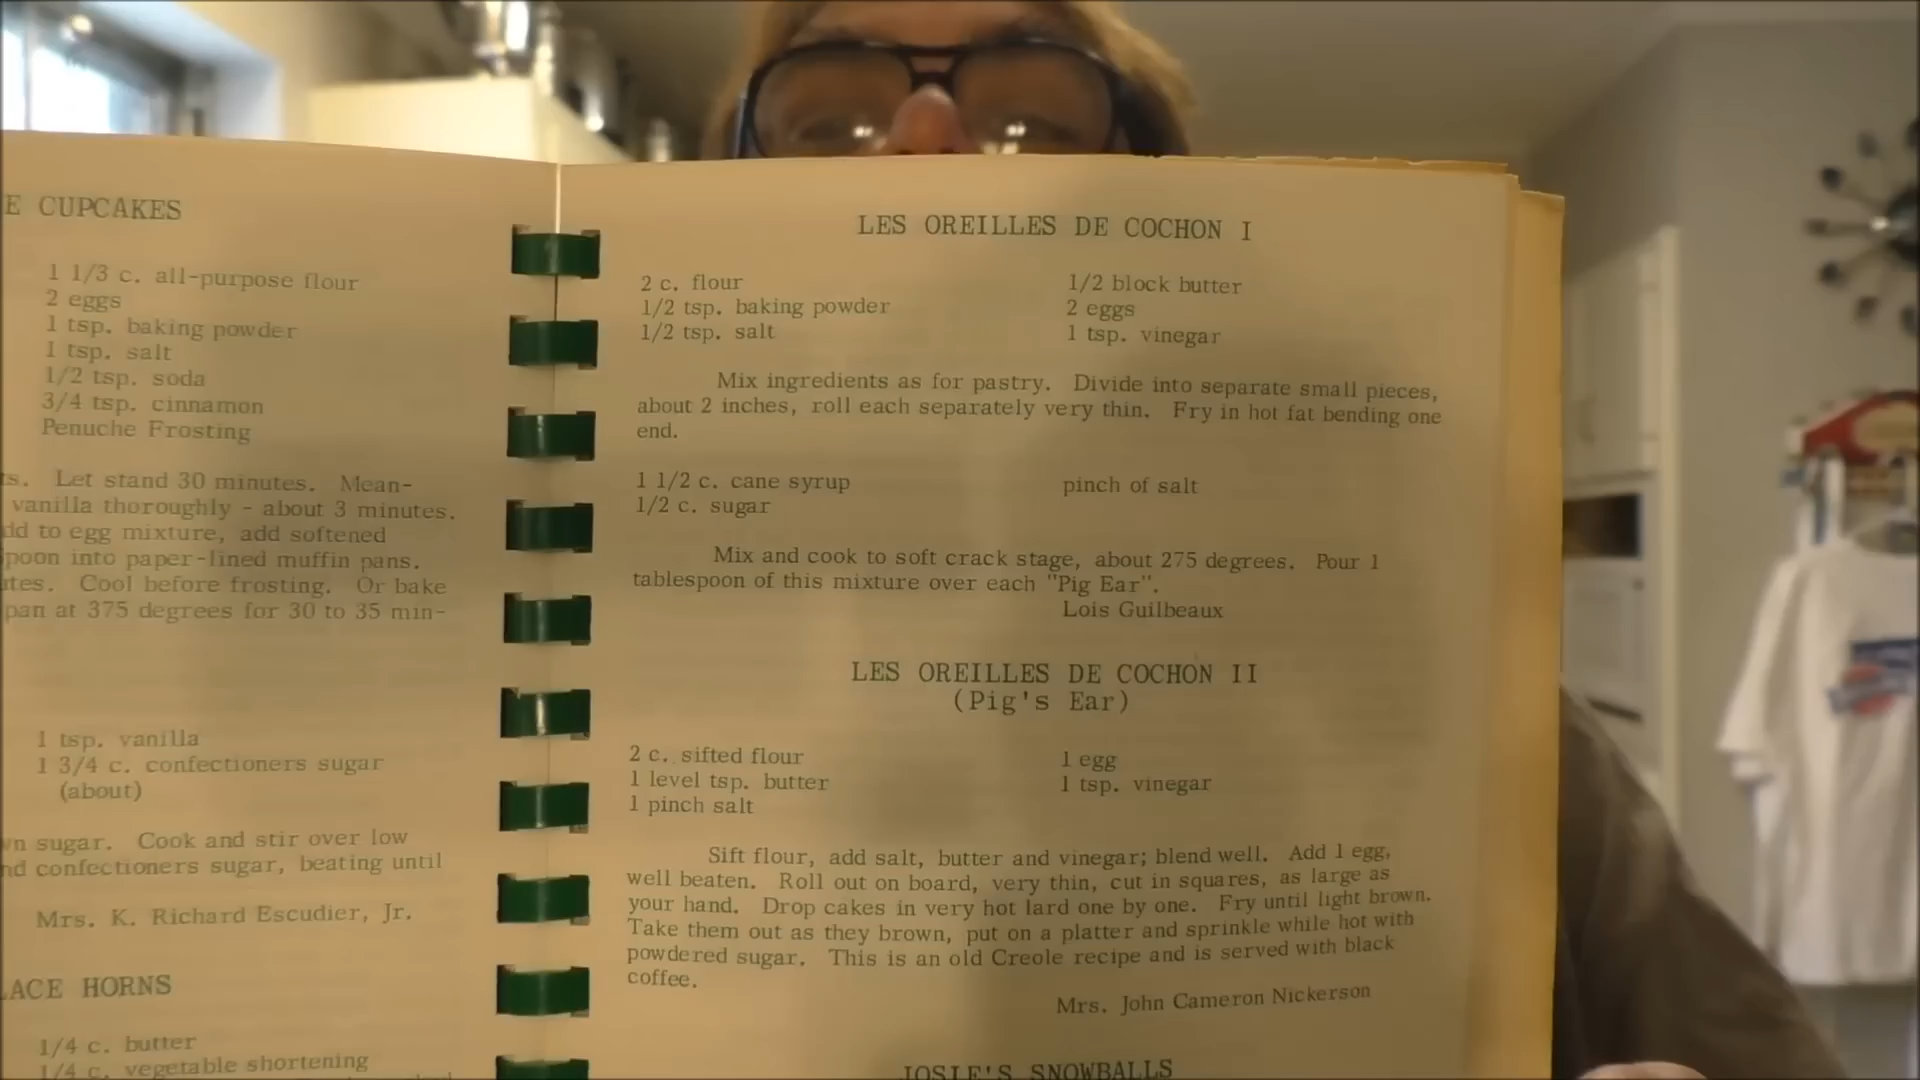 E CUPCAKES
1 1/3 c. all-purpose flour
2 eggs
1 tsp. baking powder
1 tsp. salt
1/2 tsp. soda
3/4 tsp. cinnamon
Penuche Frosting
ts. Let stand 30 minutes. Mean-
vanilla thoroughly - about 3 minutes.
dd to egg mixture, add softened
poon into paper-lined muffin pans.
utes. Cool before frosting. Or bake
pan at 375 degrees for 30 to 35 min-
1 tsp. vanilla
1 3/4 c. confectioners sugar
(about)
wn sugar. Cook and stir over low
nd confectioners sugar, beating until
Mrs. K. Richard Escudier, Jr.
LACE HORNS
1/4 c. butter
1/4 c. vegetable shortening
LES OREILLES DE COCHON I
2 c. flour
1/2 tsp. baking powder
1/2 tsp. salt
1/2 block butter
2 eggs
1 tsp. vinegar
Mix ingredients as for pastry. Divide into separate small pieces,
about 2 inches, roll each separately very thin. Fry in hot fat bending one
end.
1 1/2 c. cane syrup
1/2 c. sugar
pinch of salt
Mix and cook to soft crack stage, about 275 degrees. Pour 1
tablespoon of this mixture over each "Pig Ear".
Lois Guilbeaux
LES OREILLES DE COCHON II
(Pig's Ear)
2 c. sifted flour
1 level tsp. butter
1 pinch salt
1 egg
1 tsp. vinegar
Sift flour, add salt, butter and vinegar; blend well. Add 1 egg,
well beaten. Roll out on board, very thin, cut in squares, as large as
your hand. Drop cakes in very hot lard one by one. Fry until light brown.
Take them out as they brown, put on a platter and sprinkle while hot with
powdered sugar. This is an old Creole recipe and is served with black
coffee.
Mrs. John Cameron Nickerson
JOSIE'S SNOWBALLS